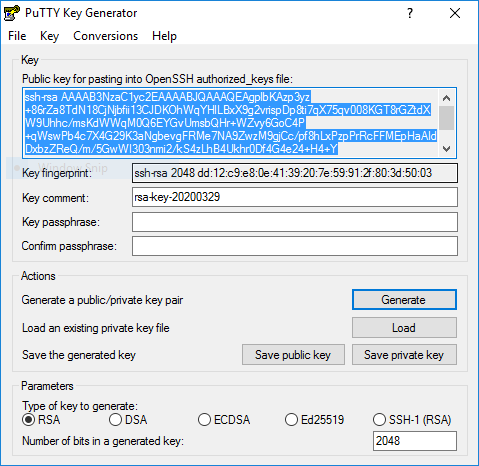 PuTTY Key Generator
File Key Conversions Help
Key
Public key for pasting into OpenSSH authorized_keys file:
ssh-rsa AAAAB3NzaC1yc2EAAAABJQAAAQEAgplbKAzp3yz
+86rZa8TdN18CjNjbfii13CJDKOhWqYHILBxX9g2vrispDp8ti7qX75qv008KGT8rGZtdX
W9Uhhc/msKdWWqM0Q6EYGvUmsbQHr+WZvy6GoC4P
+qWswPb4c7X4G29K3aNgbevgFRMe7NA9ZwzM9gjCc/pf8hLxPzpPrRcFFMEpHaAld
DxbzZReQ/m/5GwWI303nmi2/kS4zLhB4Ukhr0Df4G4e24+H4+Y
Window Snip
Key fingerprint: ssh-rsa 2048 dd:12:c9:e8:0e:41:39:20:7e:59:91:2f:80:3d:50:03
Key comment: rsa-key-20200329
Key passphrase:
Confirm passphrase:
Actions
Generate a public/private key pair Generate
Load an existing private key file Load
Save the generated key Save public key Save private key
Parameters
Type of key to generate:
RSA DSA ECDSA Ed25519 SSH-1 (RSA)
Number of bits in a generated key: 2048